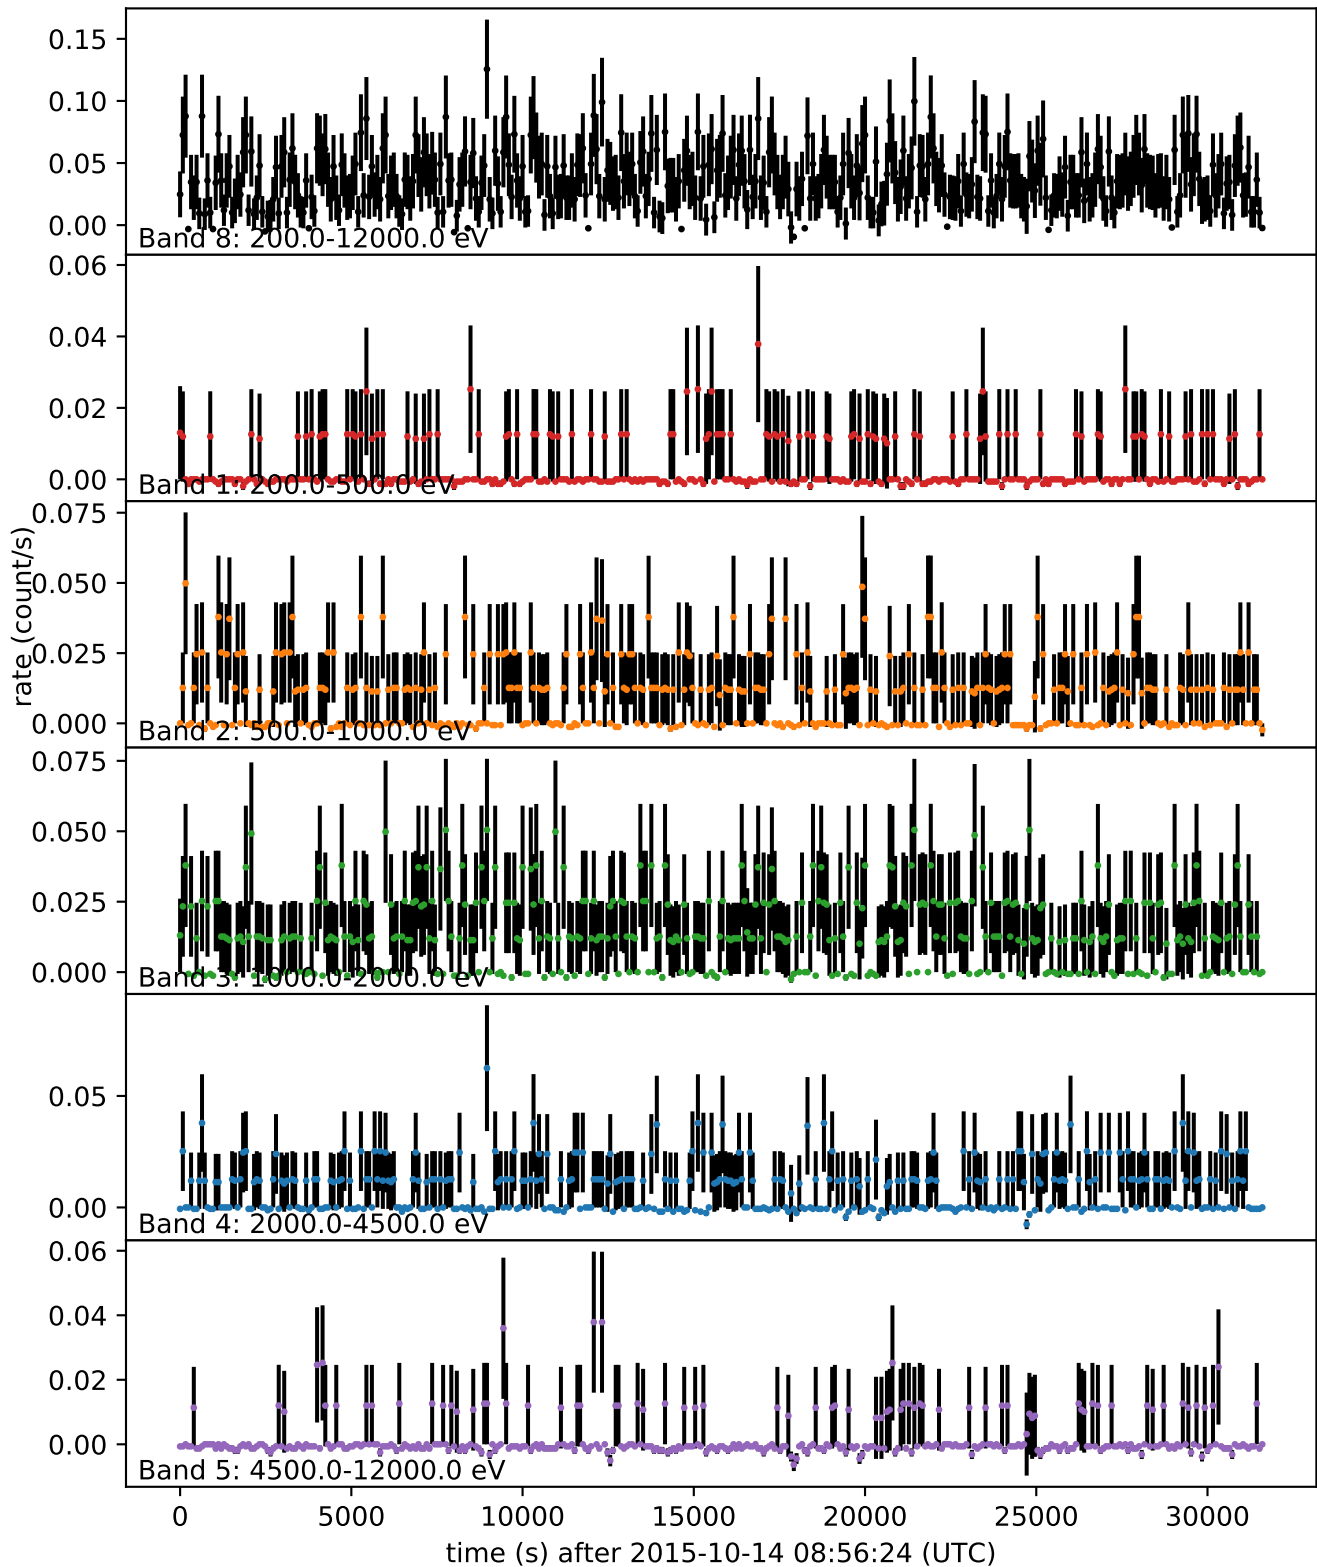 0.15
0.10
0.05
0.00
Band 8: 200.0-12000.0 eV
0.06
0.04
0.02
0.00
Band 1: 200.0-500.0 eV
0.075
0.050
0.025
0.000
Band 2: 500.0-1000.0 eV
rate (count/s)
0.075
0.050
0.025
0.000
Band 3: 1000.0-2000.0 eV
0.05
0.00
Band 4: 2000.0-4500.0 eV
0.06
0.04
0.02
0.00
Band 5: 4500.0-12000.0 eV
0 5000 10000 15000 20000 25000 30000
time (s) after 2015-10-14 08:56:24 (UTC)